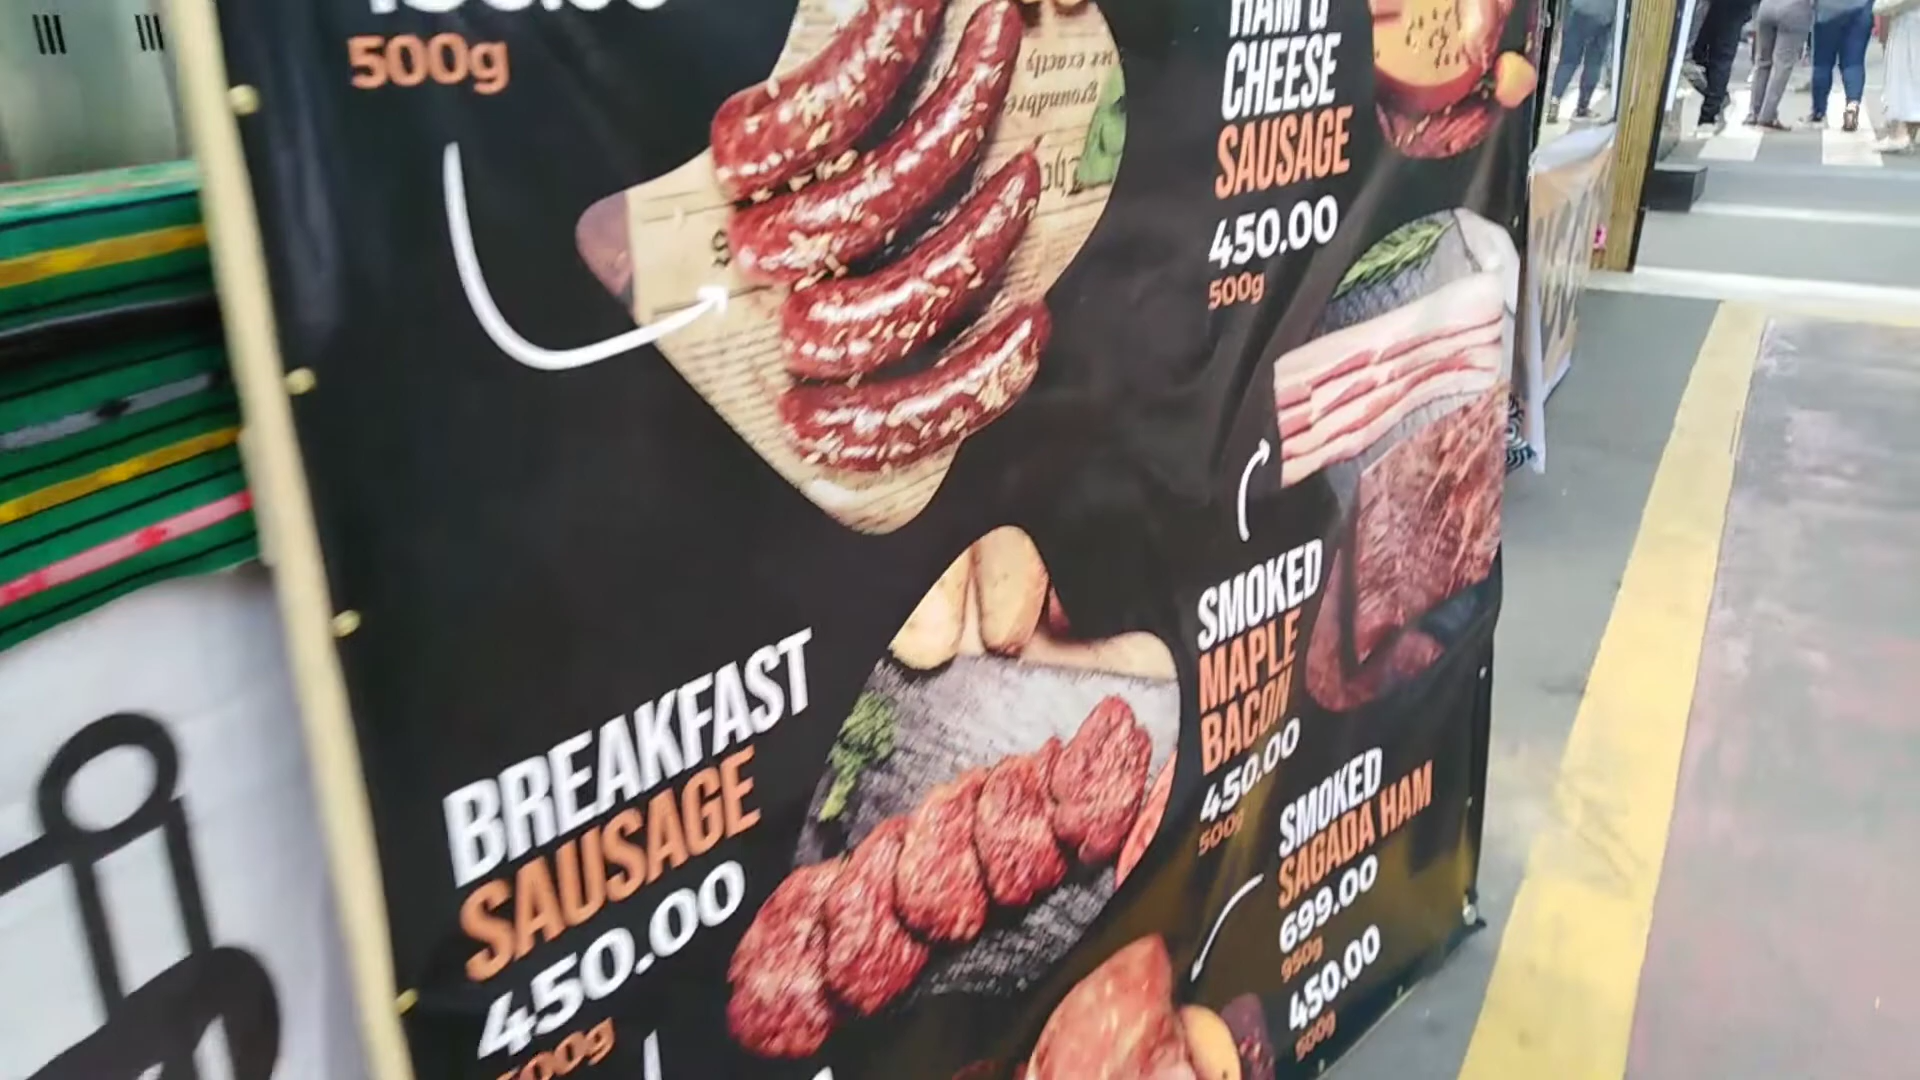 500g
HAM &
CHEESE
SAUSAGE
450.00
500g
SMOKED
MAPLE
BACON
450.00
500g
BREAKFAST
SAUSAGE
450.00
500g
SMOKED
SAGADA HAM
699.00
950g
450.00
500g